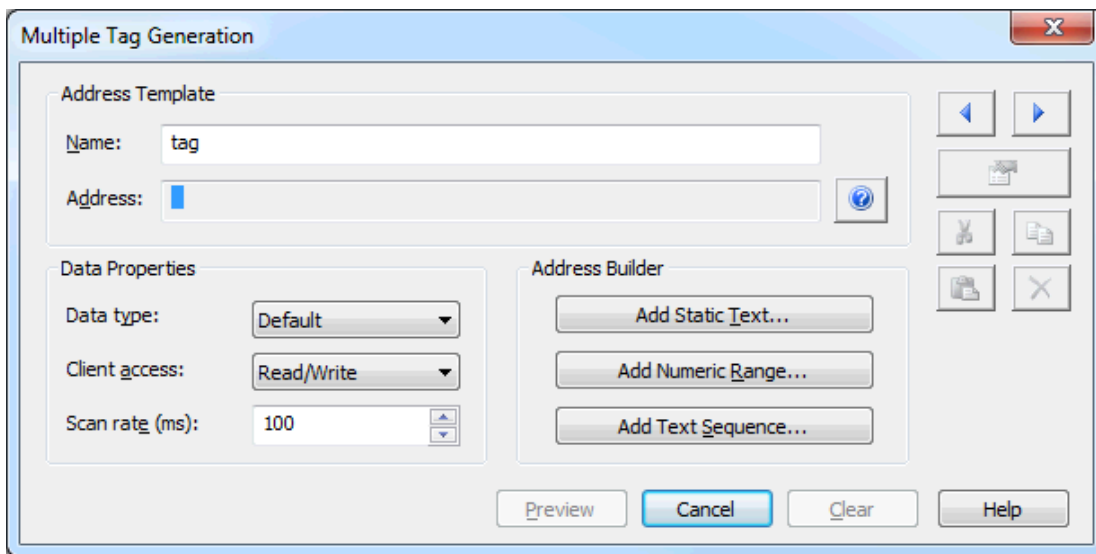 Multiple Tag Generation
Address Template
Name: tag
Address:
Data Properties
Data type: Default
Client access: Read/Write
Scan rate (ms): 100
Address Builder
Add Static Text...
Add Numeric Range...
Add Text Sequence...
Preview Cancel Clear Help